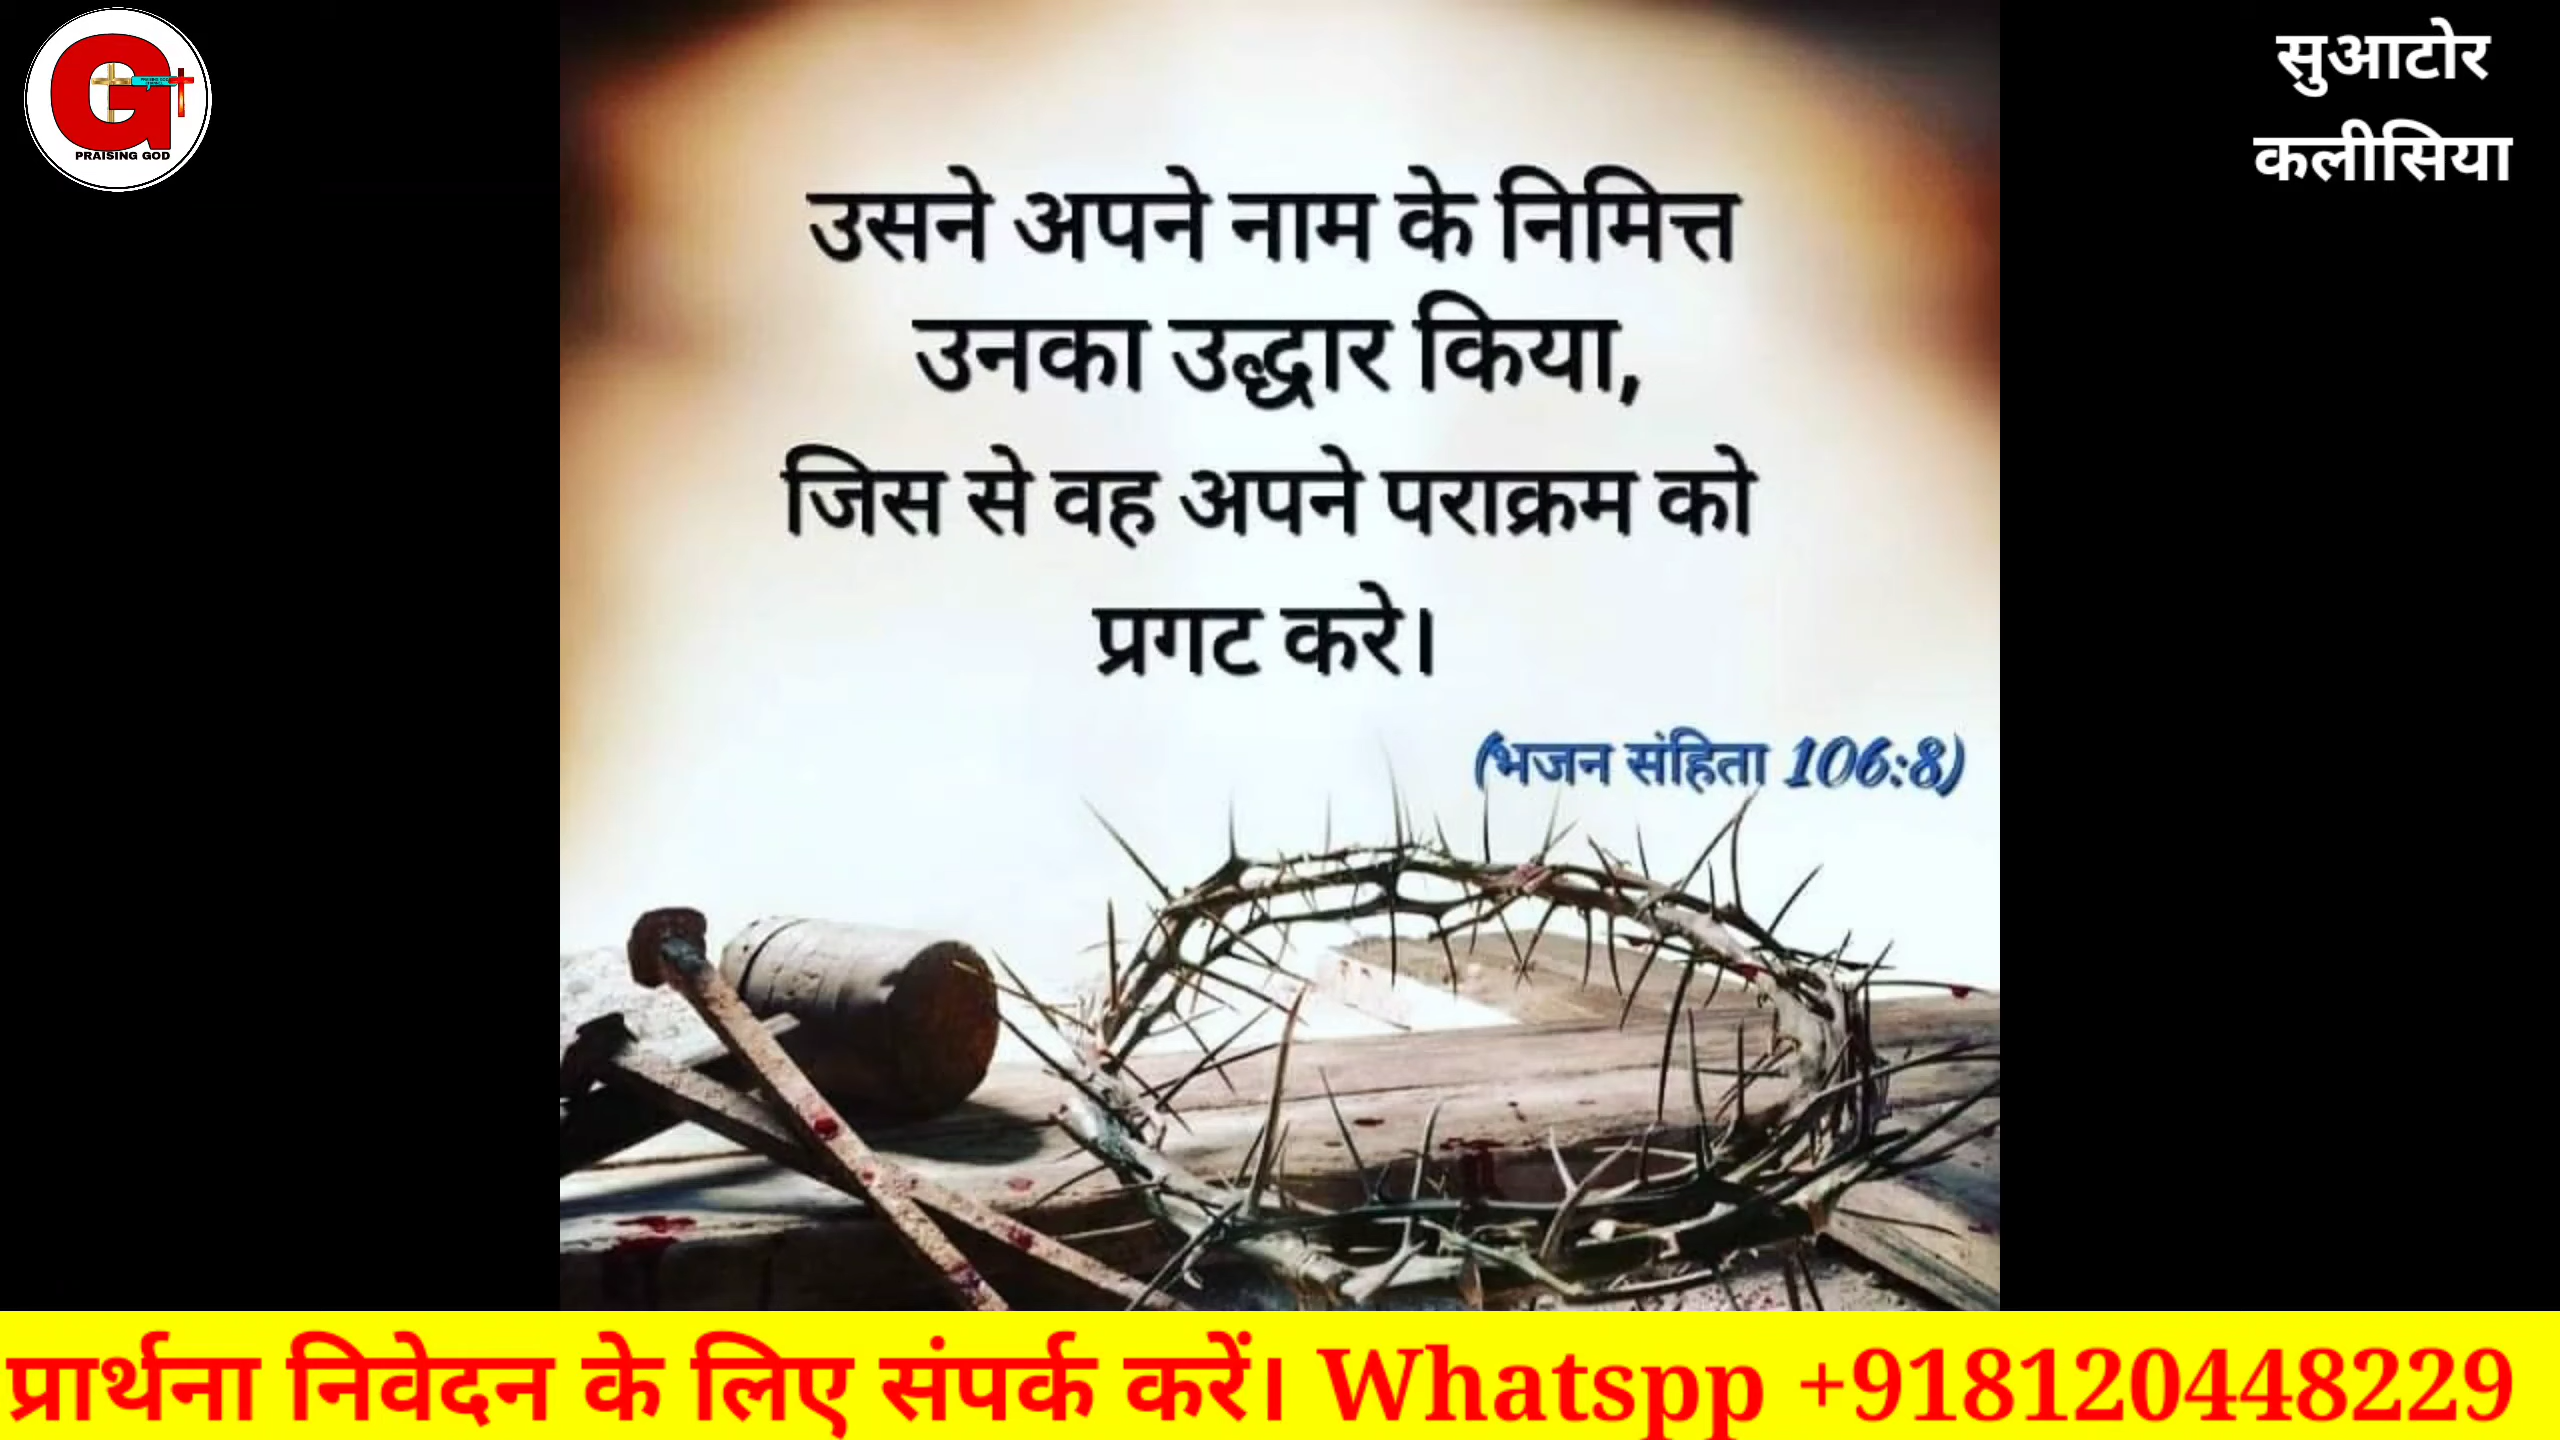 PRAISING GOD
सुआटोर
कलीसिया
उसने अपने नाम के निमित्त
उनका उद्धार किया,
जिस से वह अपने पराक्रम को
प्रगट करे।
(भजन संहिता 106:8)
प्रार्थना निवेदन के लिए संपर्क करें। Whatspp +918120448229